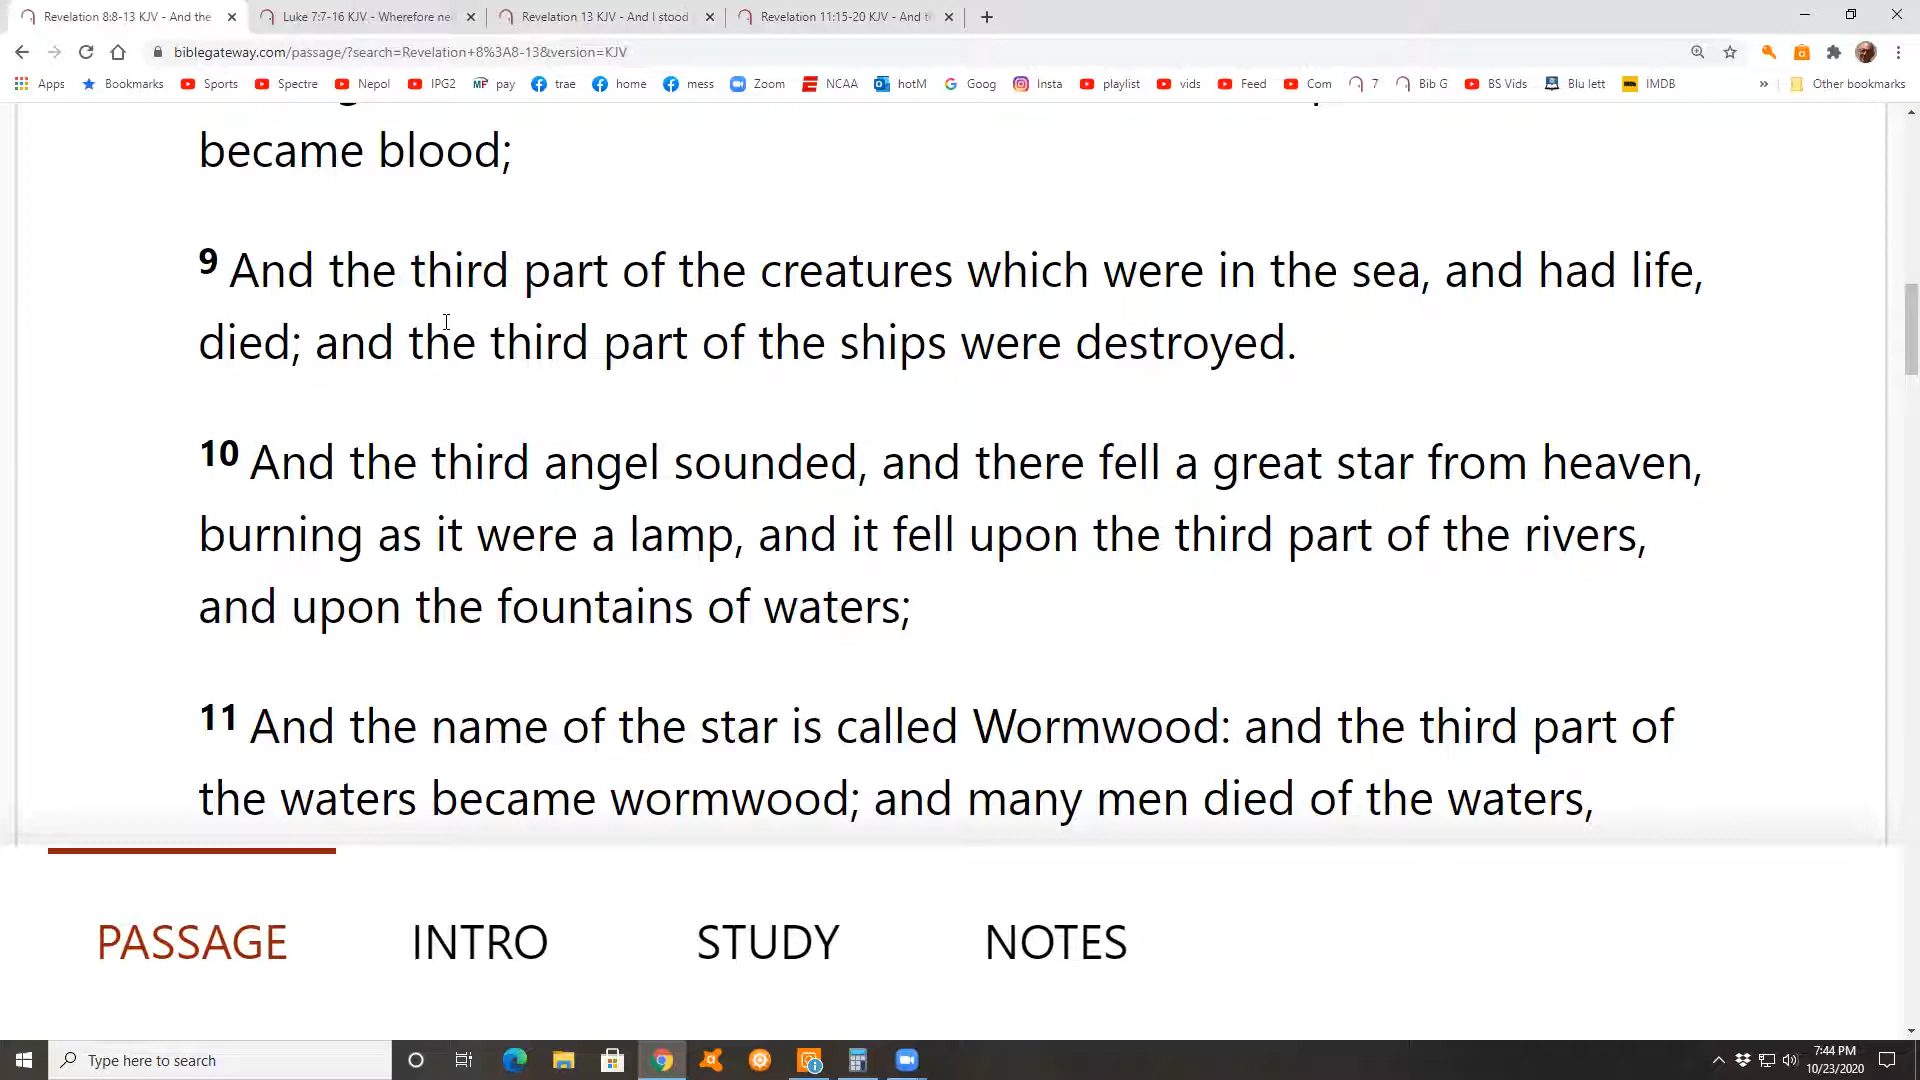 Revelation 8:8-13 KJV - And the
Luke 7:7-16 KJV - Wherefore ne
Revelation 13 KJV - And I stood
Revelation 11:15-20 KJV - And t
biblegateway.com/passage/?search=Revelation+8%3A8-13&version=KJV
Apps Bookmarks Sports Spectre Nepol IPG2 pay trae home mess Zoom NCAA hotM Goog Insta playlist vids Feed Com 7 Bib G BS Vids Blu lett IMDB » Other bookmarks
became blood;
9 And the third part of the creatures which were in the sea, and had life,
died; and the third part of the ships were destroyed.
10 And the third angel sounded, and there fell a great star from heaven,
burning as it were a lamp, and it fell upon the third part of the rivers,
and upon the fountains of waters;
11 And the name of the star is called Wormwood: and the third part of
the waters became wormwood; and many men died of the waters,
PASSAGE INTRO STUDY NOTES
Type here to search
7:44 PM
10/23/2020